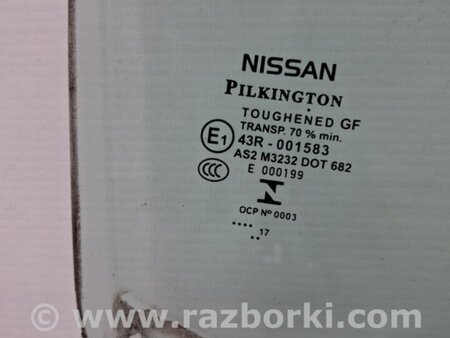 NISSAN
PILKINGTON
TOUGHENED GF
TRANSP. 70 % min.
E1 43R - 001583
AS2 M3232 DOT 682
CCC E 000199
N
OCP Nº 0003
.... 17
..
© www.razborki.com